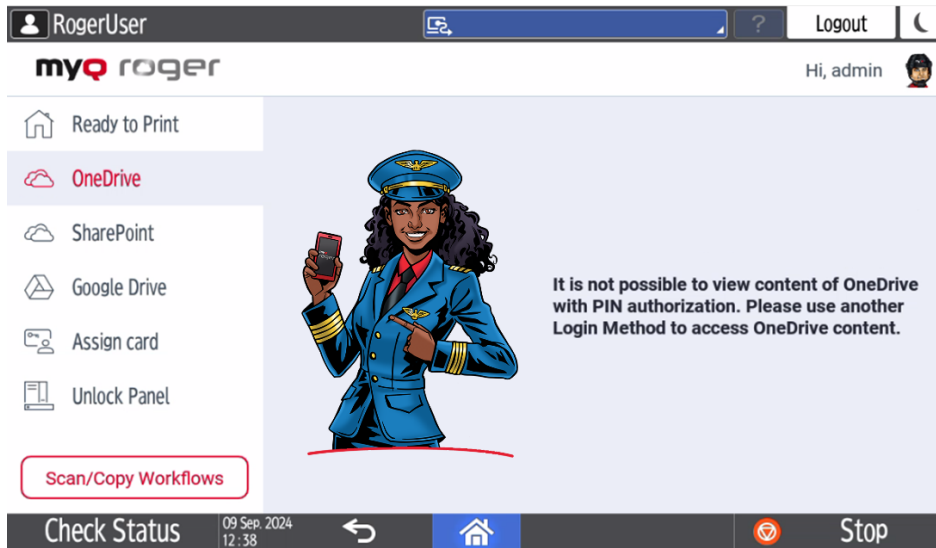 RogerUser
?
Logout
myQ roger
Hi, admin
Ready to Print
OneDrive
SharePoint
Google Drive
Assign card
Unlock Panel
Scan/Copy Workflows
It is not possible to view content of OneDrive
with PIN authorization. Please use another
Login Method to access OneDrive content.
Check Status
09 Sep. 2024
12:38
Stop